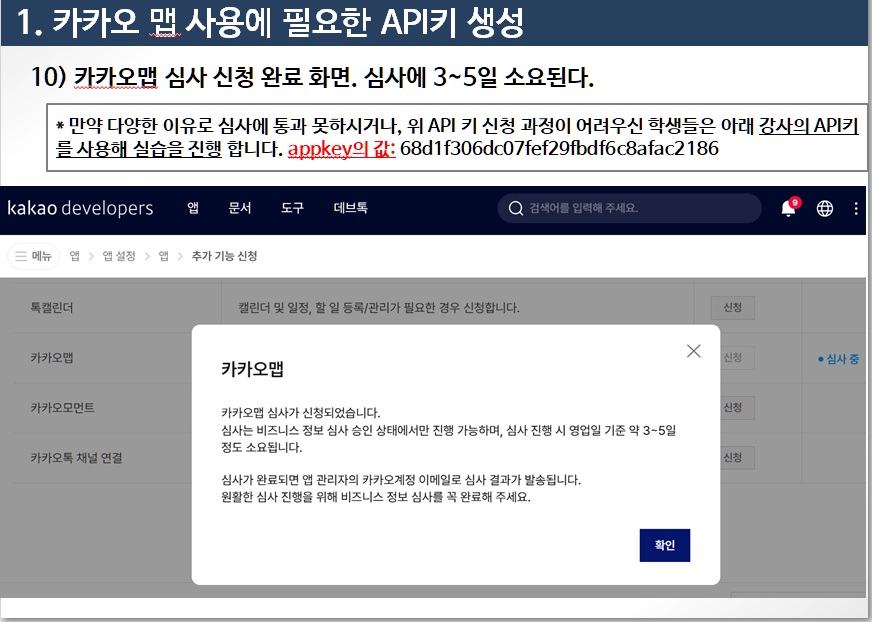 1. 카카오 맵 사용에 필요한 API키 생성
10) 카카오맵 심사 신청 완료 화면. 심사에 3~5일 소요된다.
* 만약 다양한 이유로 심사에 통과 못하시거나, 위 API 키 신청 과정이 어려우신 학생들은 아래 강사의 API키
를 사용해 실습을 진행 합니다. appkey의 값: 68d1f306dc07fef29fbdf6c8afac2186
kakao developers 앱 문서 도구 데브톡 검색어를 입력해 주세요. 9
메뉴 앱 > 앱 설정 > 앱 > 추가 기능 신청
톡캘린더 캘린더 및 일정, 할 일 등록/관리가 필요한 경우 신청합니다. 신청
카카오맵 신청 • 심사 중
카카오모먼트 신청
카카오톡 채널 연결 신청
카카오맵
카카오맵 심사가 신청되었습니다.
심사는 비즈니스 정보 심사 승인 상태에서만 진행 가능하며, 심사 진행 시 영업일 기준 약 3~5일
정도 소요됩니다.
심사가 완료되면 앱 관리자의 카카오계정 이메일로 심사 결과가 발송됩니다.
원활한 심사 진행을 위해 비즈니스 정보 심사를 꼭 완료해 주세요.
확인